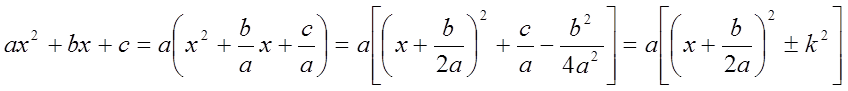 ax² + bx + c = a(x² + b/a x + c/a) = a[(x + b/2a)² + c/a − b²/4a²] = a[(x + b/2a)² ± k²]